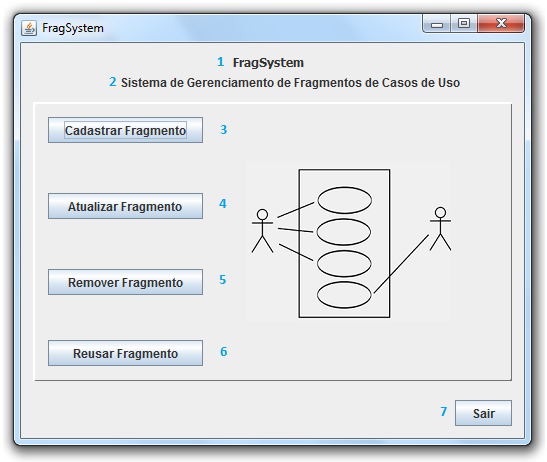 FragSystem
1 FragSystem
2 Sistema de Gerenciamento de Fragmentos de Casos de Uso
Cadastrar Fragmento 3
Atualizar Fragmento 4
Remover Fragmento 5
Reusar Fragmento 6
7 Sair